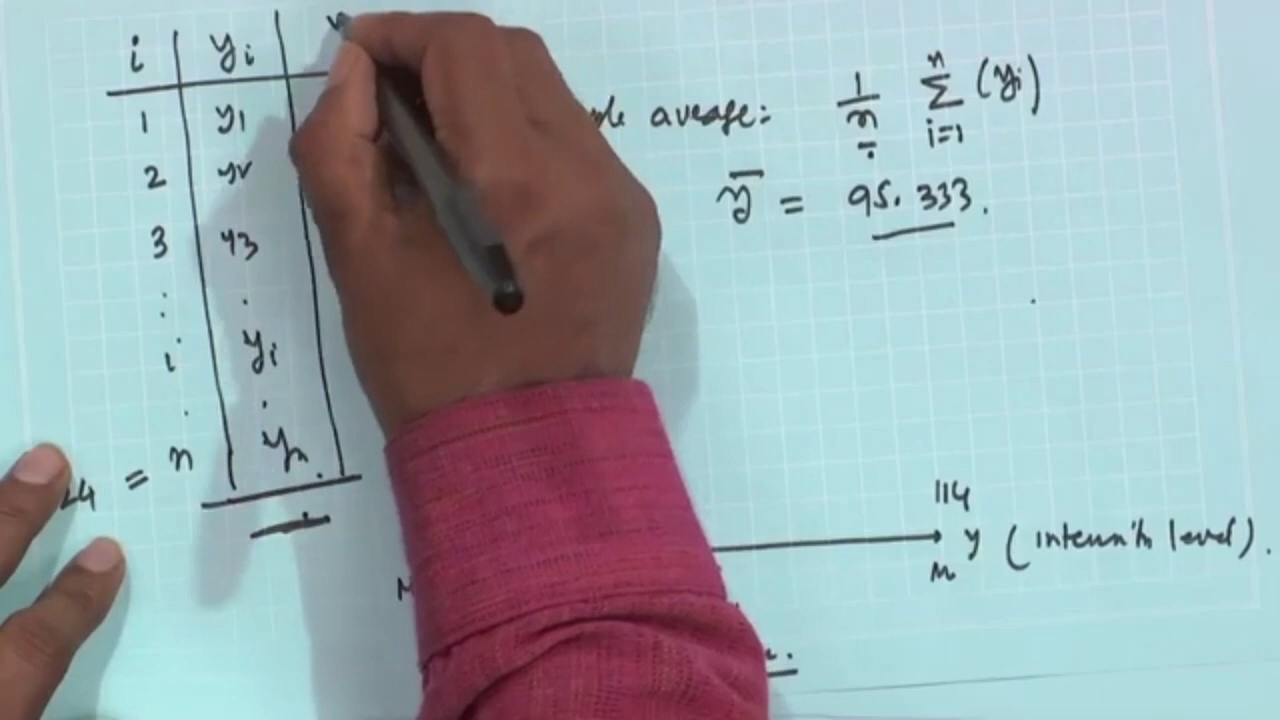 i yi
1 y1
2 y2
3 y3
i yi
24 = n yn
average: 1/n n Σ i=1 (yi)
ȳ = 95.333.
114
y (intensity level).